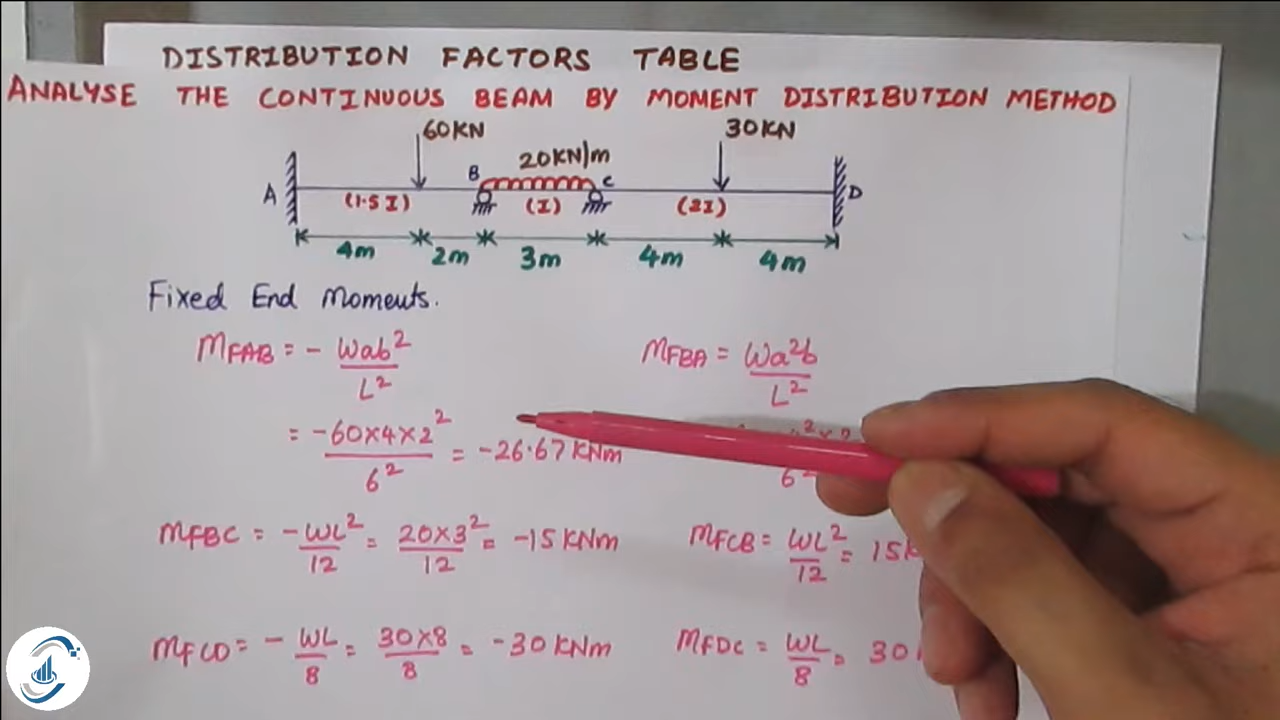 DISTRIBUTION FACTORS TABLE
ANALYSE THE CONTINUOUS BEAM BY MOMENT DISTRIBUTION METHOD
60KN 30KN
20KN/m
A B C D
(1.5I) (I) (2I)
4m 2m 3m 4m 4m
Fixed End Moments.
MFAB = - Wab²/L² MFBA = Wa²b/L²
= -60×4×2²/6² = -26.67 KNm
MFBC = -WL²/12 = 20×3²/12 = -15 KNm MFCB = WL²/12 = 15
MFCD = - WL/8 = 30×8/8 = -30 KNm MFDC = WL/8 = 30